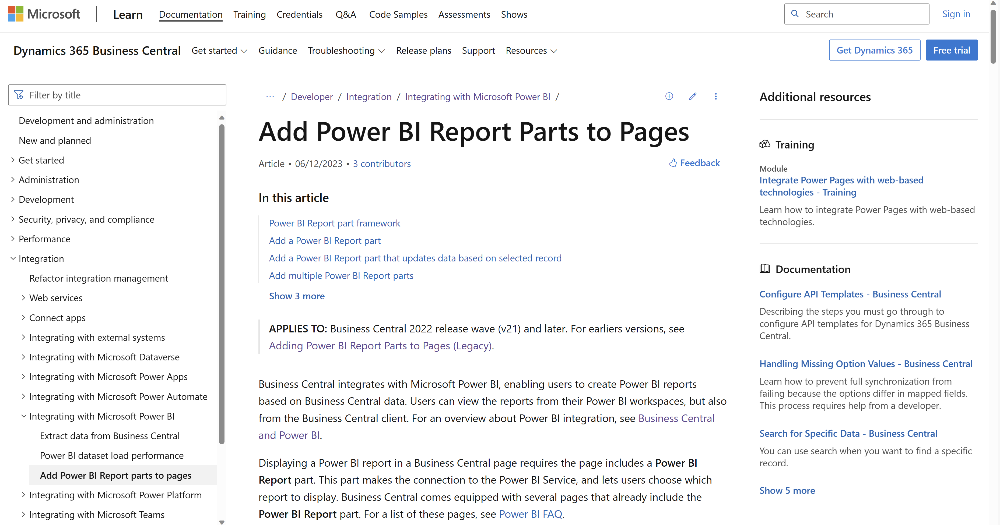 Microsoft
Learn
Documentation
Training
Credentials
Q&A
Code Samples
Assessments
Shows
Search
Sign in
Dynamics 365 Business Central
Get started
Guidance
Troubleshooting
Release plans
Support
Resources
Get Dynamics 365
Free trial
Filter by title
Development and administration
New and planned
Get started
Administration
Development
Security, privacy, and compliance
Performance
Integration
Refactor integration management
Web services
Connect apps
Integrating with external systems
Integrating with Microsoft Dataverse
Integrating with Microsoft Power Apps
Integrating with Microsoft Power Automate
Integrating with Microsoft Power BI
Extract data from Business Central
Power BI dataset load performance
Add Power BI Report parts to pages
Integrating with Microsoft Power Platform
Integrating with Microsoft Teams
... / Developer / Integration / Integrating with Microsoft Power BI /
Add Power BI Report Parts to Pages
Article • 06/12/2023 • 3 contributors
Feedback
In this article
Power BI Report part framework
Add a Power BI Report part
Add a Power BI Report part that updates data based on selected record
Add multiple Power BI Report parts
Show 3 more
APPLIES TO: Business Central 2022 release wave (v21) and later. For earliers versions, see
Adding Power BI Report Parts to Pages (Legacy).
Business Central integrates with Microsoft Power BI, enabling users to create Power BI reports
based on Business Central data. Users can view the reports from their Power BI workspaces, but also
from the Business Central client. For an overview about Power BI integration, see Business Central
and Power BI.
Displaying a Power BI report in a Business Central page requires the page includes a Power BI
Report part. This part makes the connection to the Power BI Service, and lets users choose which
report to display. Business Central comes equipped with several pages that already include the
Power BI Report part. For a list of these pages, see Power BI FAQ.
Additional resources
Training
Module
Integrate Power Pages with web-based
technologies - Training
Learn how to integrate Power Pages with web-based
technologies.
Documentation
Configure API Templates - Business Central
Describing the steps you must go through to
configure API templates for Dynamics 365 Business
Central.
Handling Missing Option Values - Business Central
Learn how to prevent full synchronization from
failing because the options differ in mapped fields.
This process requires help from a developer.
Search for Specific Data - Business Central
You can use search when you want to find a specific
record.
Show 5 more